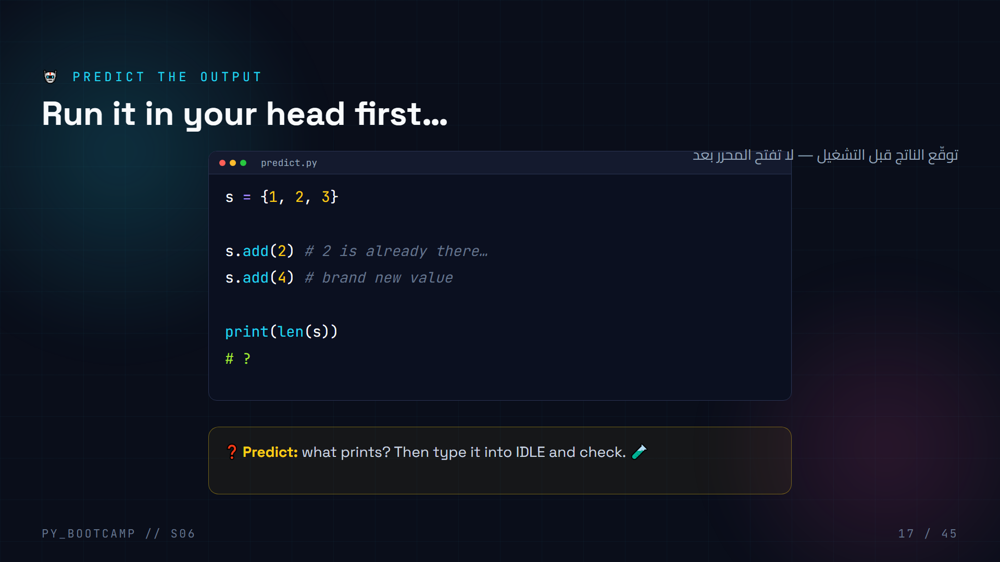 PREDICT THE OUTPUT
Run it in your head first…
توقّع الناتج قبل التشغيل — لا تفتح المحرر بعد
predict.py
s = {1, 2, 3}
s.add(2) # 2 is already there…
s.add(4) # brand new value
print(len(s))
# ?
❓ Predict: what prints? Then type it into IDLE and check. 🧪
PY_BOOTCAMP // S06
17 / 45